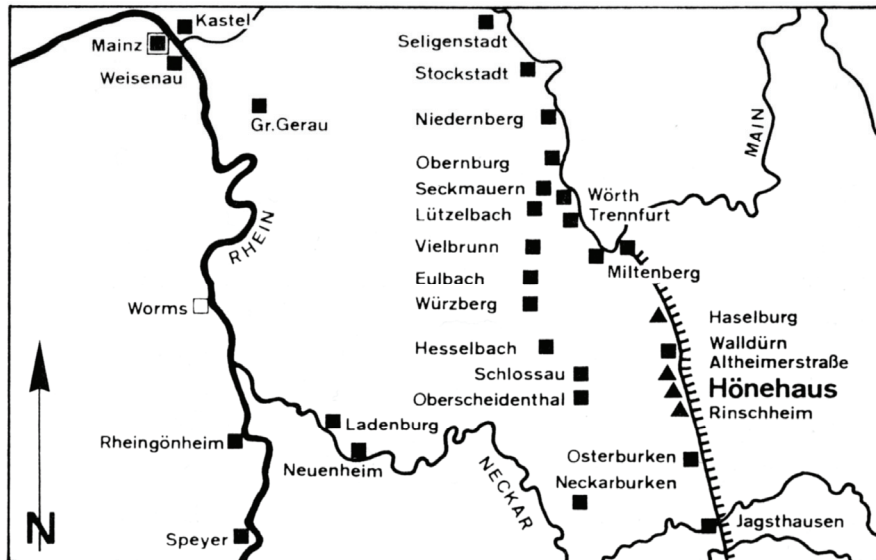 Kastel
Mainz
Weisenau
Gr.Gerau
Seligenstadt
Stockstadt
Niedernberg
MAIN
Obernburg
Seckmauern
Wörth
Lützelbach
Trennfurt
RHEIN
Vielbrunn
Miltenberg
Eulbach
Würzberg
Worms
Haselburg
Hesselbach
Walldürn
Altheimerstraße
Schlossau
Hönehaus
Oberscheidenthal
Rinschheim
Ladenburg
Rheingönheim
Neuenheim
NECKAR
Osterburken
Neckarburken
N
Speyer
Jagsthausen